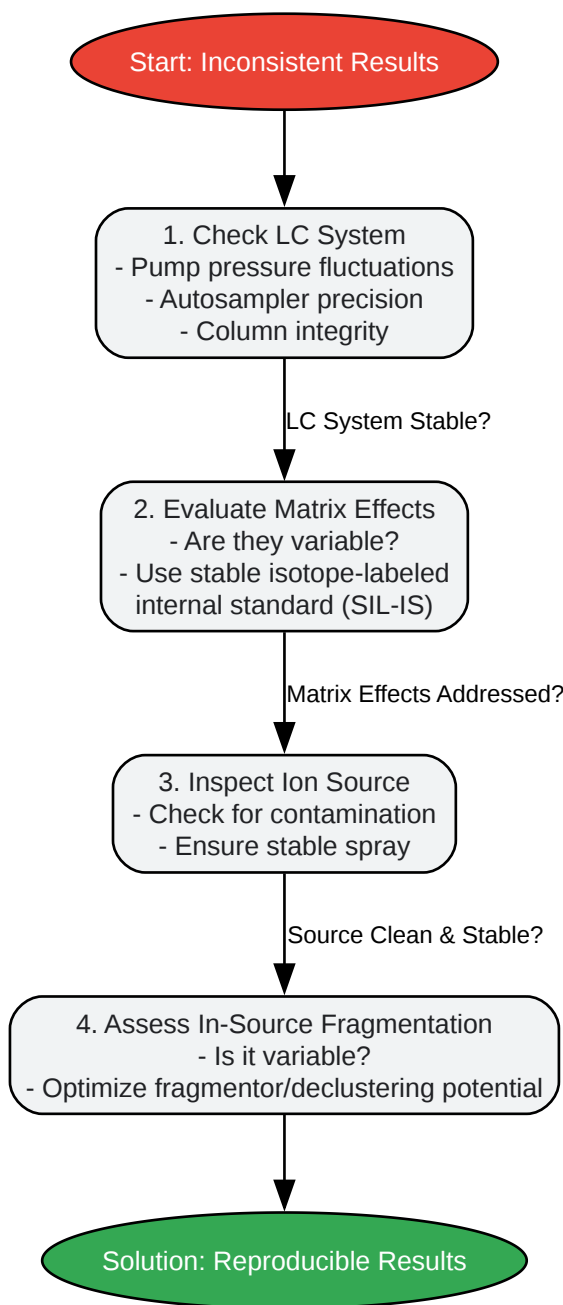 Start: Inconsistent Results
1. Check LC System
- Pump pressure fluctuations
- Autosampler precision
- Column integrity
LC System Stable?
2. Evaluate Matrix Effects
- Are they variable?
- Use stable isotope-labeled
internal standard (SIL-IS)
Matrix Effects Addressed?
3. Inspect Ion Source
- Check for contamination
- Ensure stable spray
Source Clean & Stable?
4. Assess In-Source Fragmentation
- Is it variable?
- Optimize fragmentor/declustering potential
Solution: Reproducible Results